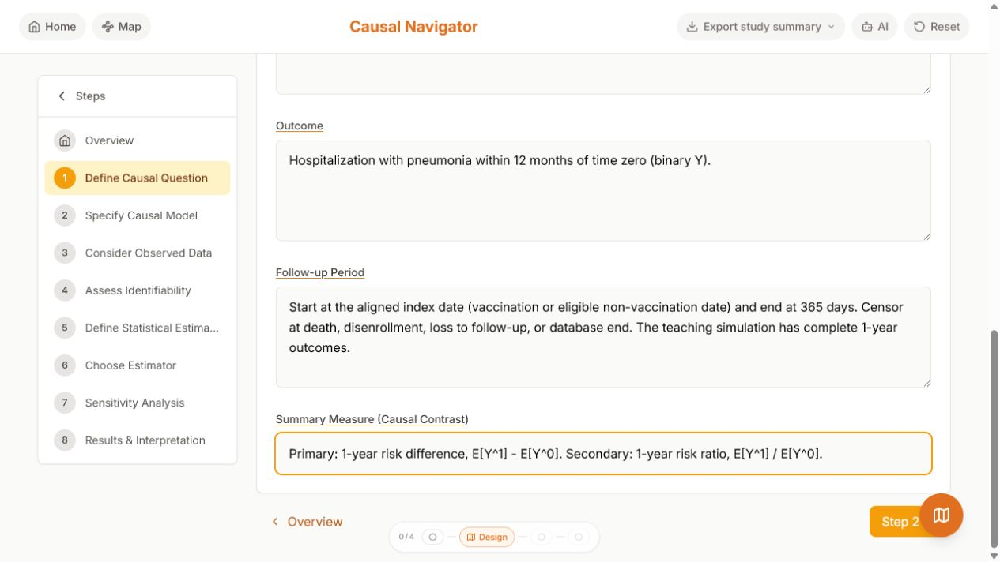 Home
Map
Causal Navigator
Export study summary
AI
Reset
Steps
Overview
1 Define Causal Question
2 Specify Causal Model
3 Consider Observed Data
4 Assess Identifiability
5 Define Statistical Estima...
6 Choose Estimator
7 Sensitivity Analysis
8 Results & Interpretation
Outcome
Hospitalization with pneumonia within 12 months of time zero (binary Y).
Follow-up Period
Start at the aligned index date (vaccination or eligible non-vaccination date) and end at 365 days. Censor
at death, disenrollment, loss to follow-up, or database end. The teaching simulation has complete 1-year
outcomes.
Summary Measure (Causal Contrast)
Primary: 1-year risk difference, E[Y^1] - E[Y^0]. Secondary: 1-year risk ratio, E[Y^1] / E[Y^0].
Overview
0/4
Design
Step 2